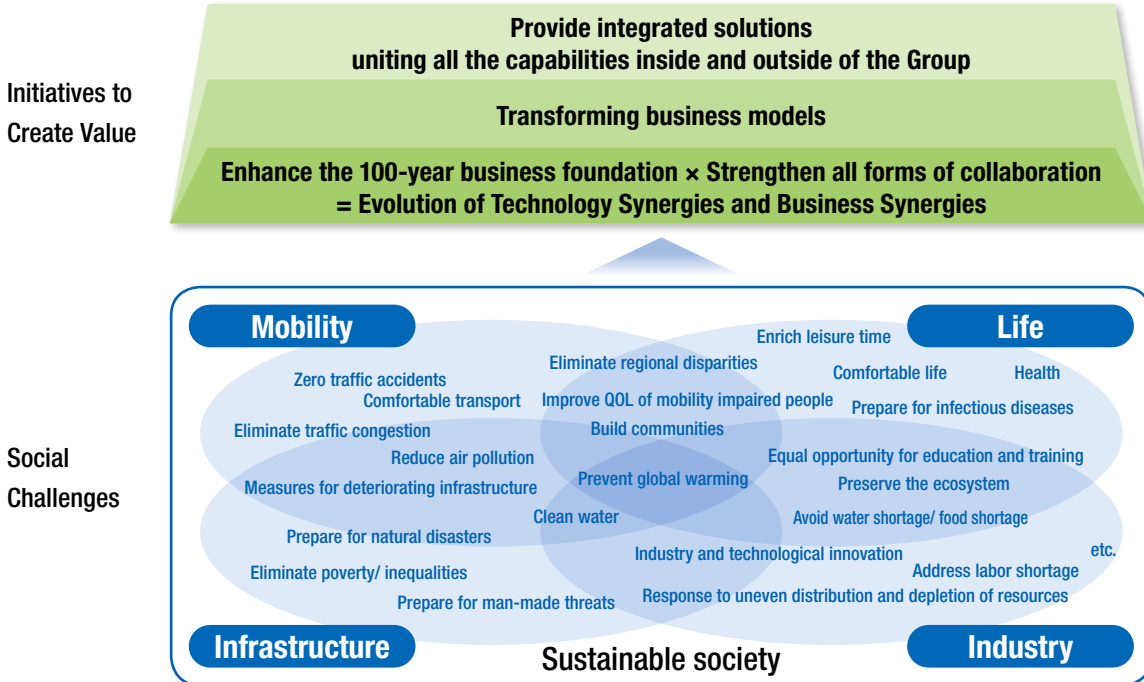 Initiatives to
Create Value
Provide integrated solutions
uniting all the capabilities inside and outside of the Group
Transforming business models
Enhance the 100-year business foundation × Strengthen all forms of collaboration
= Evolution of Technology Synergies and Business Synergies
Social
Challenges
Mobility
Life
Enrich leisure time
Eliminate regional disparities
Zero traffic accidents
Comfortable life
Health
Comfortable transport
Improve QOL of mobility impaired people
Prepare for infectious diseases
Eliminate traffic congestion
Build communities
Reduce air pollution
Equal opportunity for education and training
Measures for deteriorating infrastructure
Prevent global warming
Preserve the ecosystem
Clean water
Avoid water shortage/ food shortage
Prepare for natural disasters
Industry and technological innovation
etc.
Eliminate poverty/ inequalities
Address labor shortage
Prepare for man-made threats
Response to uneven distribution and depletion of resources
Infrastructure
Sustainable society
Industry